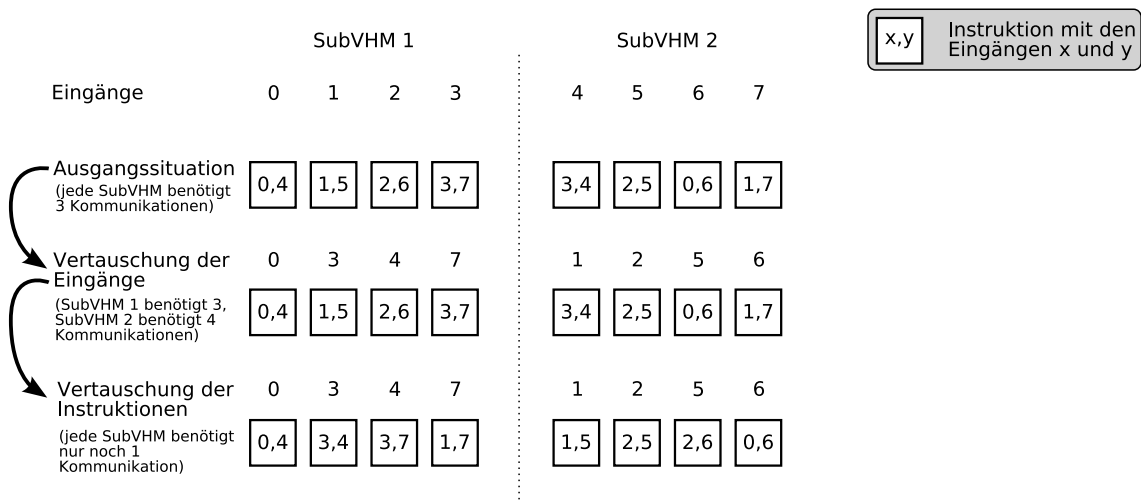 SubVHM 1 SubVHM 2
x,y Instruktion mit den
Eingängen x und y
Eingänge 0 1 2 3 4 5 6 7
Ausgangssituation
(jede SubVHM benötigt
3 Kommunikationen)
0,4 1,5 2,6 3,7 3,4 2,5 0,6 1,7
Vertauschung der
Eingänge
0 3 4 7 1 2 5 6
(SubVHM 1 benötigt 3,
SubVHM 2 benötigt 4
Kommunikationen)
0,4 1,5 2,6 3,7 3,4 2,5 0,6 1,7
Vertauschung der
Instruktionen
0 3 4 7 1 2 5 6
(jede SubVHM benötigt
nur noch 1
Kommunikation)
0,4 3,4 3,7 1,7 1,5 2,5 2,6 0,6